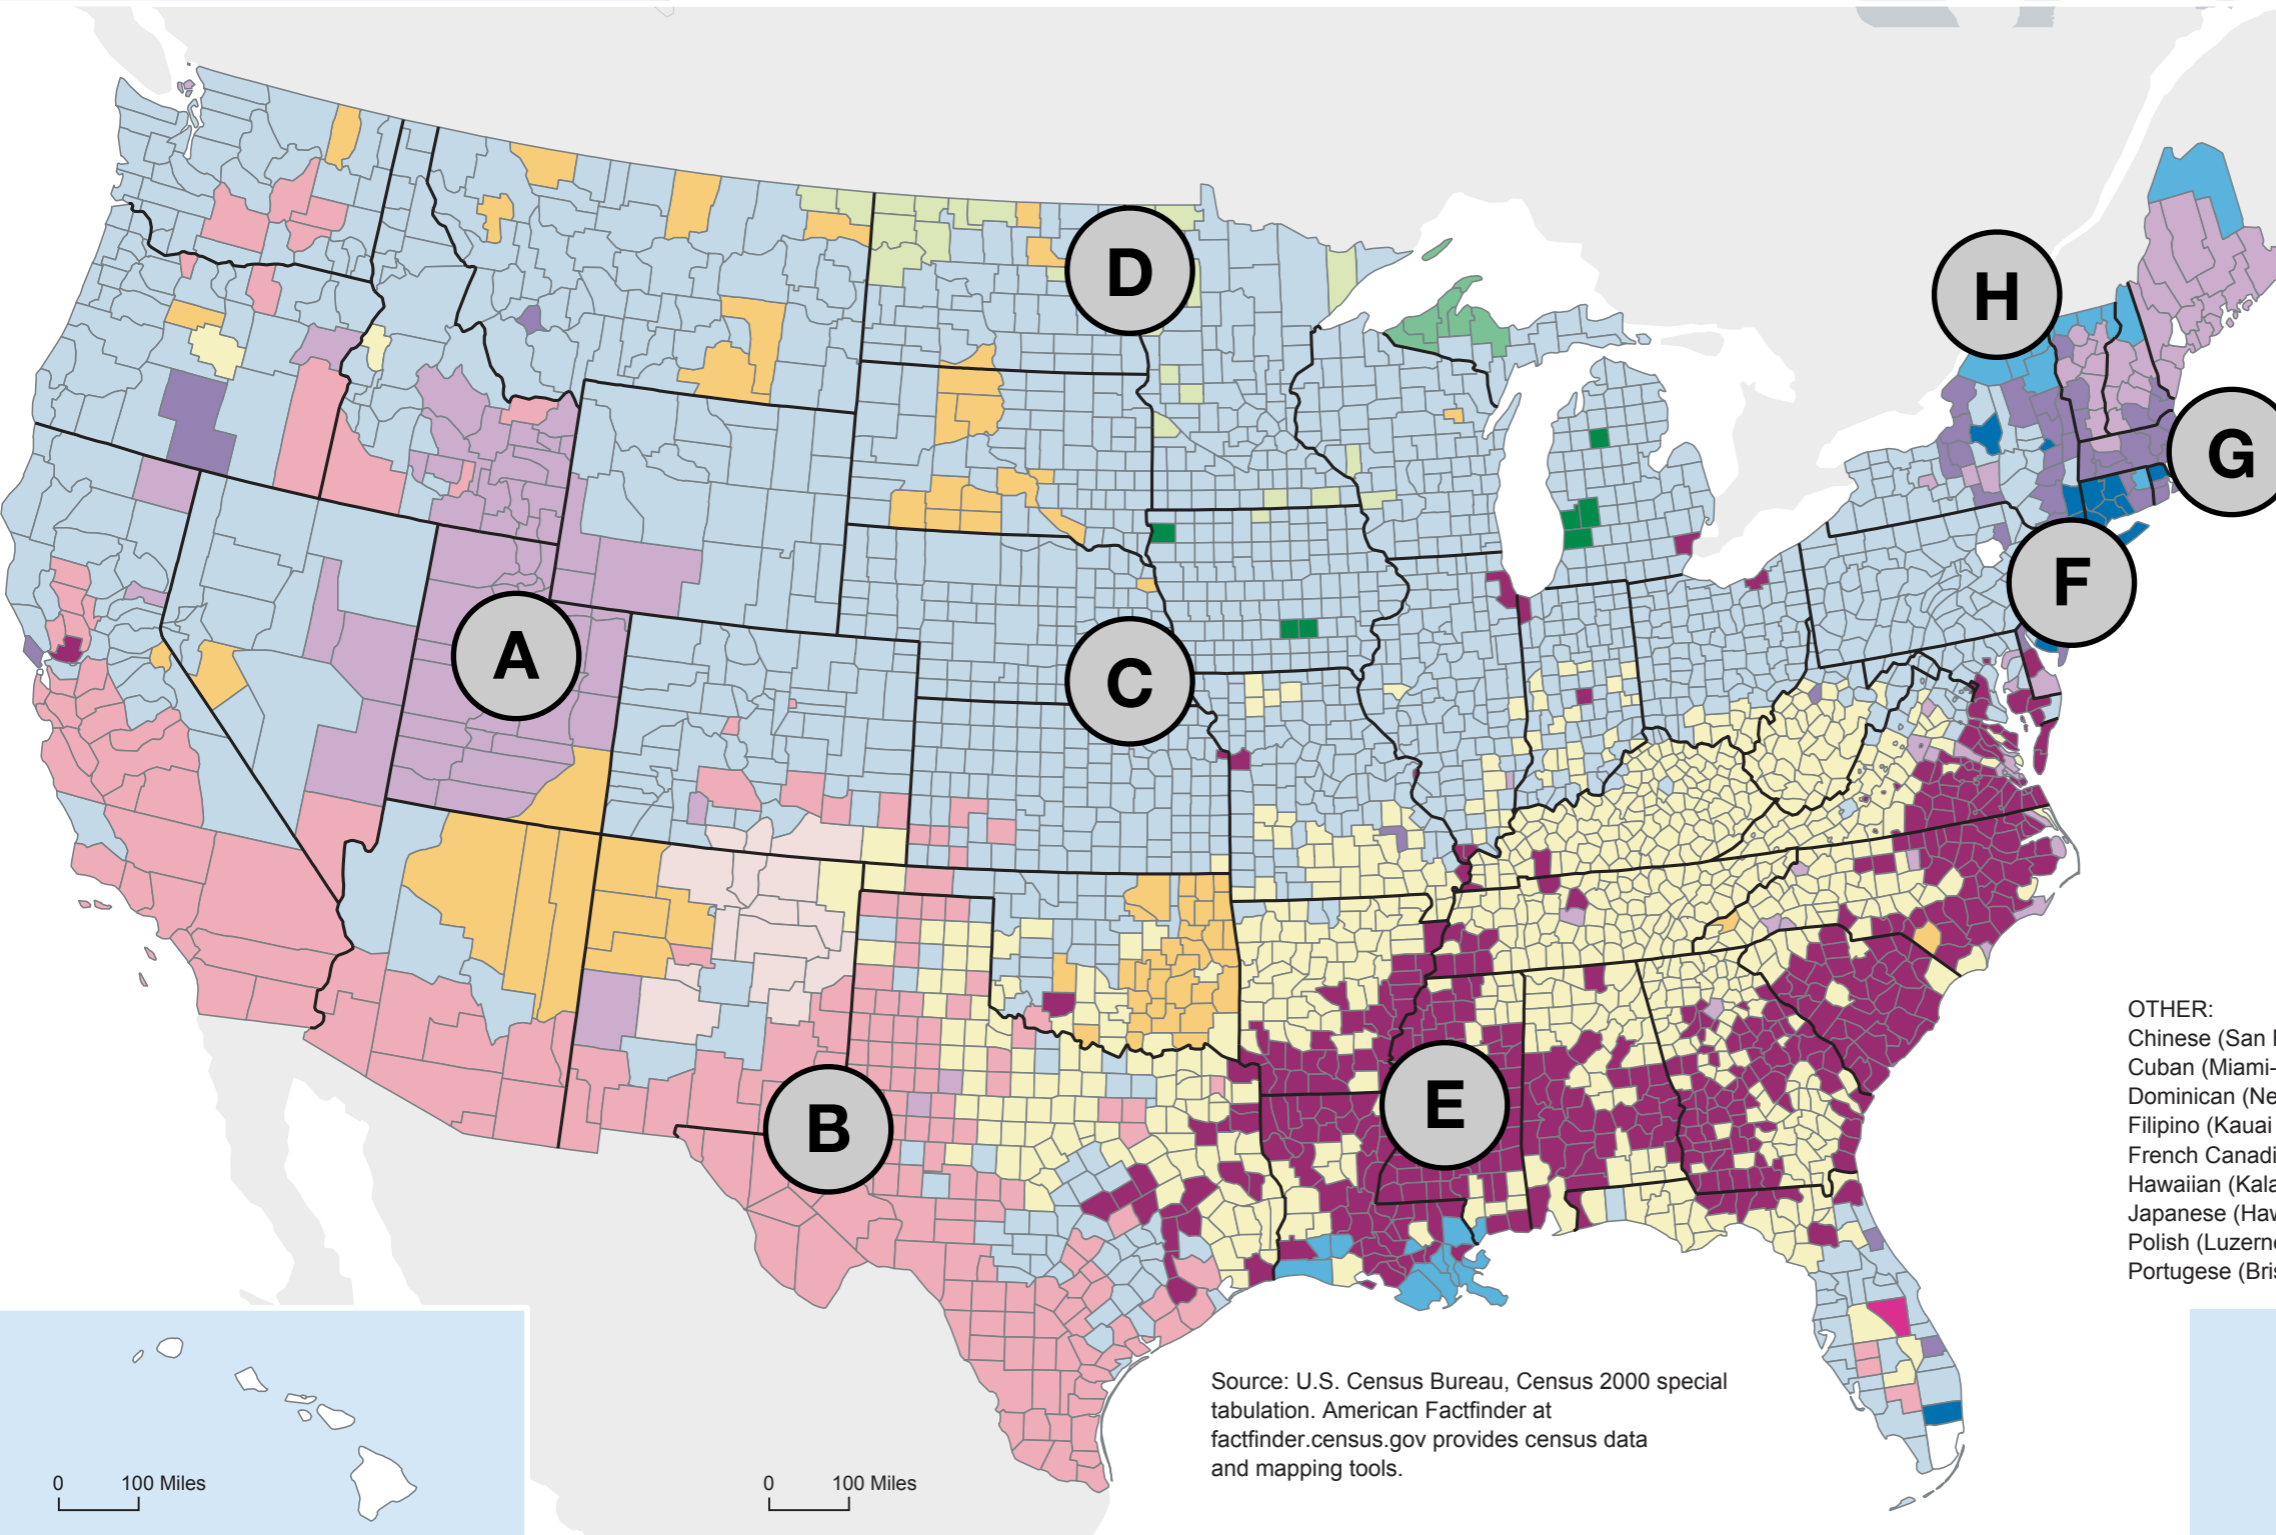 D
H
G
F
A
C
B
E
OTHER:
Chinese (San
Cuban (Miami-
Dominican (Ne
Filipino (Kauai
French Canadi
Hawaiian (Kala
Japanese (Haw
Polish (Luzerne
Portugese (Bris
Source: U.S. Census Bureau, Census 2000 special
tabulation. American Factfinder at
factfinder.census.gov provides census data
and mapping tools.
0 100 Miles
0 100 Miles